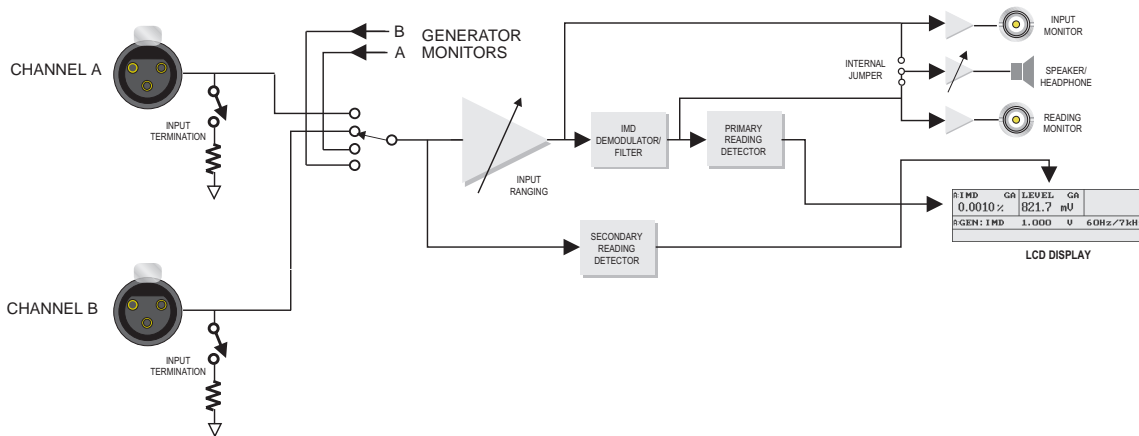 B GENERATOR
A MONITORS
CHANNEL A
INPUT
TERMINATION
INPUT
RANGING
IMD
DEMODULATOR/
FILTER
PRIMARY
READING
DETECTOR
INTERNAL
JUMPER
INPUT
MONITOR
SPEAKER/
HEADPHONE
READING
MONITOR
SECONDARY
READING
DETECTOR
A:IMD GA LEVEL GA
0.0010% 821.7 mV
AGEN:IMD 1.000 V 60Hz/7kH
LCD DISPLAY
CHANNEL B
INPUT
TERMINATION